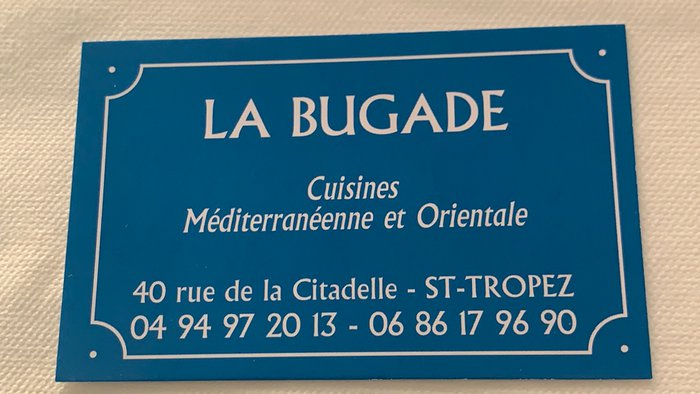 LA BUGADE
Cuisines
Méditerranéenne et Orientale
40 rue de la Citadelle - ST-TROPEZ
04 94 97 20 13 - 06 86 17 96 90